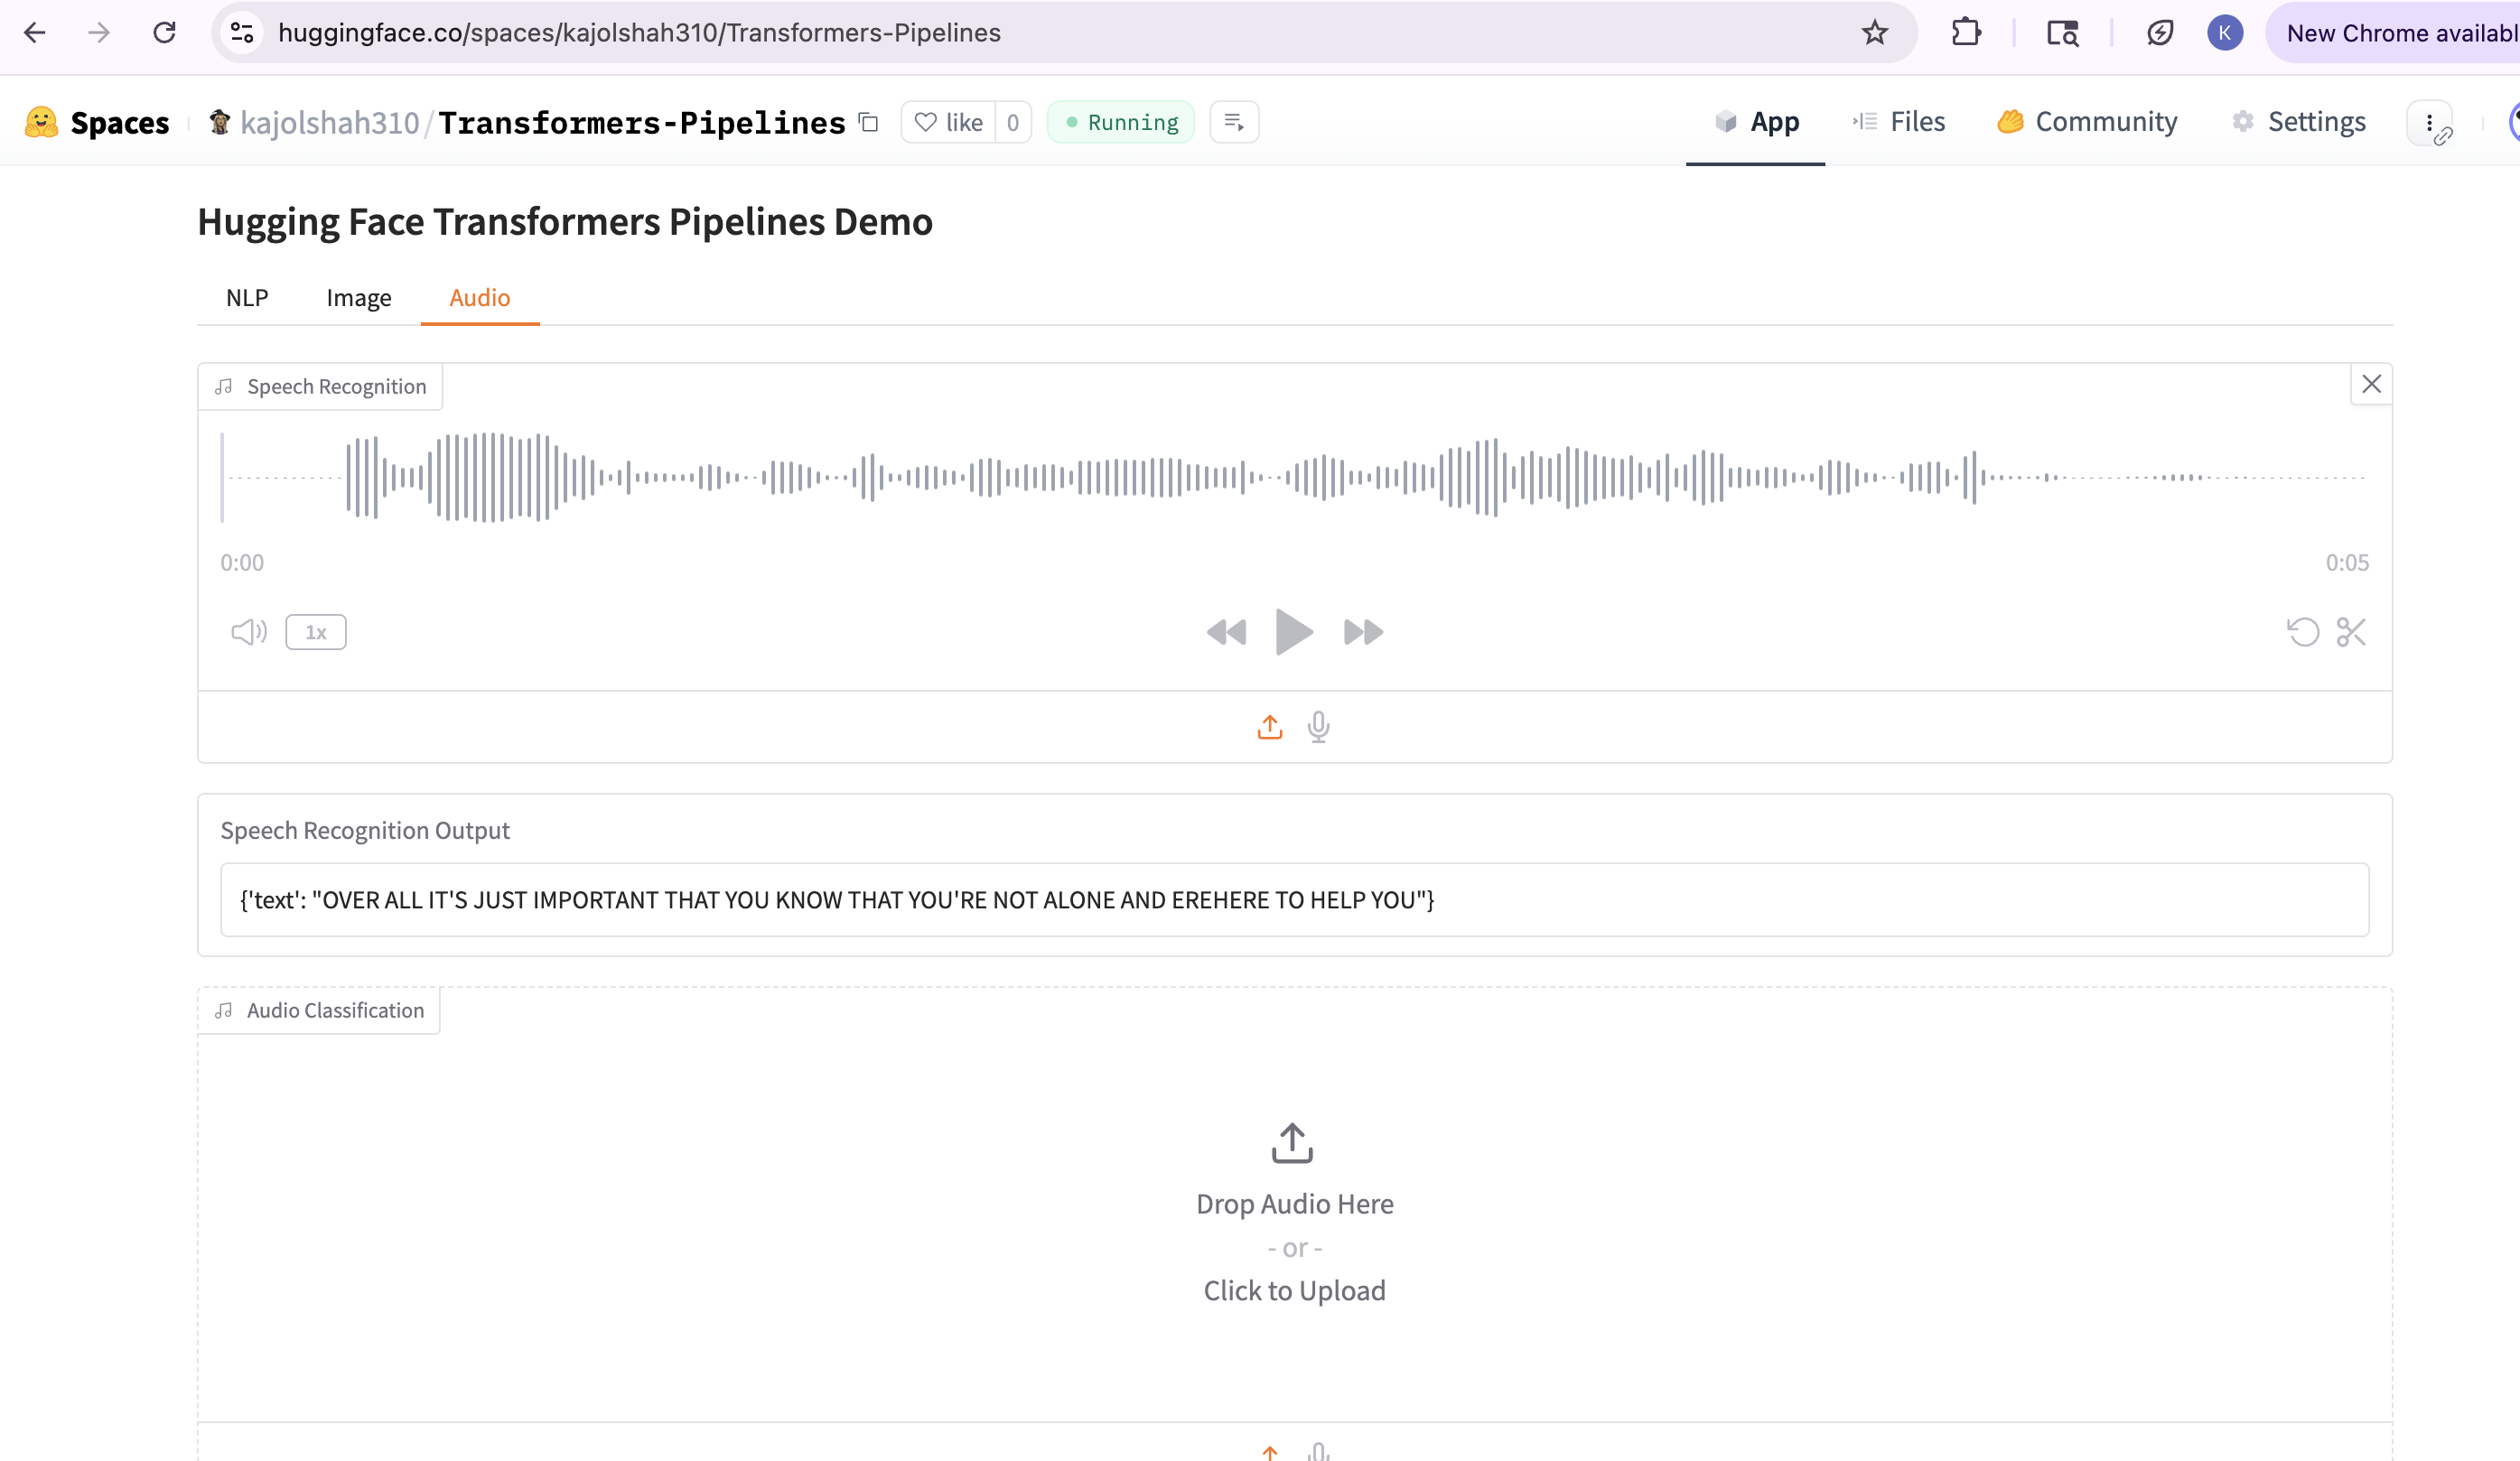 huggingface.co/spaces/kajolshah310/Transformers-Pipelines
K
New Chrome availabl
Spaces
kajolshah310/Transformers-Pipelines
like
0
Running
App
Files
Community
Settings
Hugging Face Transformers Pipelines Demo
NLP
Image
Audio
Speech Recognition
0:00
0:05
1x
Speech Recognition Output
{'text': "OVER ALL IT'S JUST IMPORTANT THAT YOU KNOW THAT YOU'RE NOT ALONE AND EREHERE TO HELP YOU"}
Audio Classification
Drop Audio Here
- or -
Click to Upload